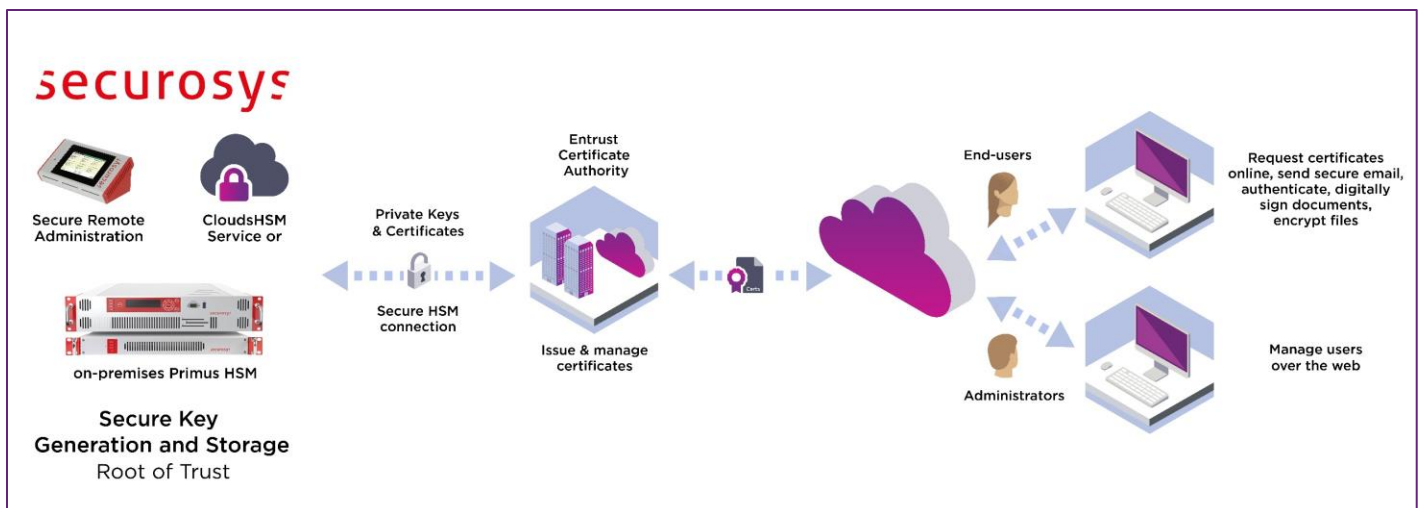 securosys
Secure Remote
Administration
CloudsHSM
Service or
on-premises Primus HSM
Secure Key
Generation and Storage
Root of Trust
Private Keys
& Certificates
Secure HSM
connection
Entrust
Certificate
Authority
Issue & manage
certificates
Certs
End-users
Request certificates
online, send secure email,
authenticate, digitally
sign documents,
encrypt files
Administrators
Manage users
over the web